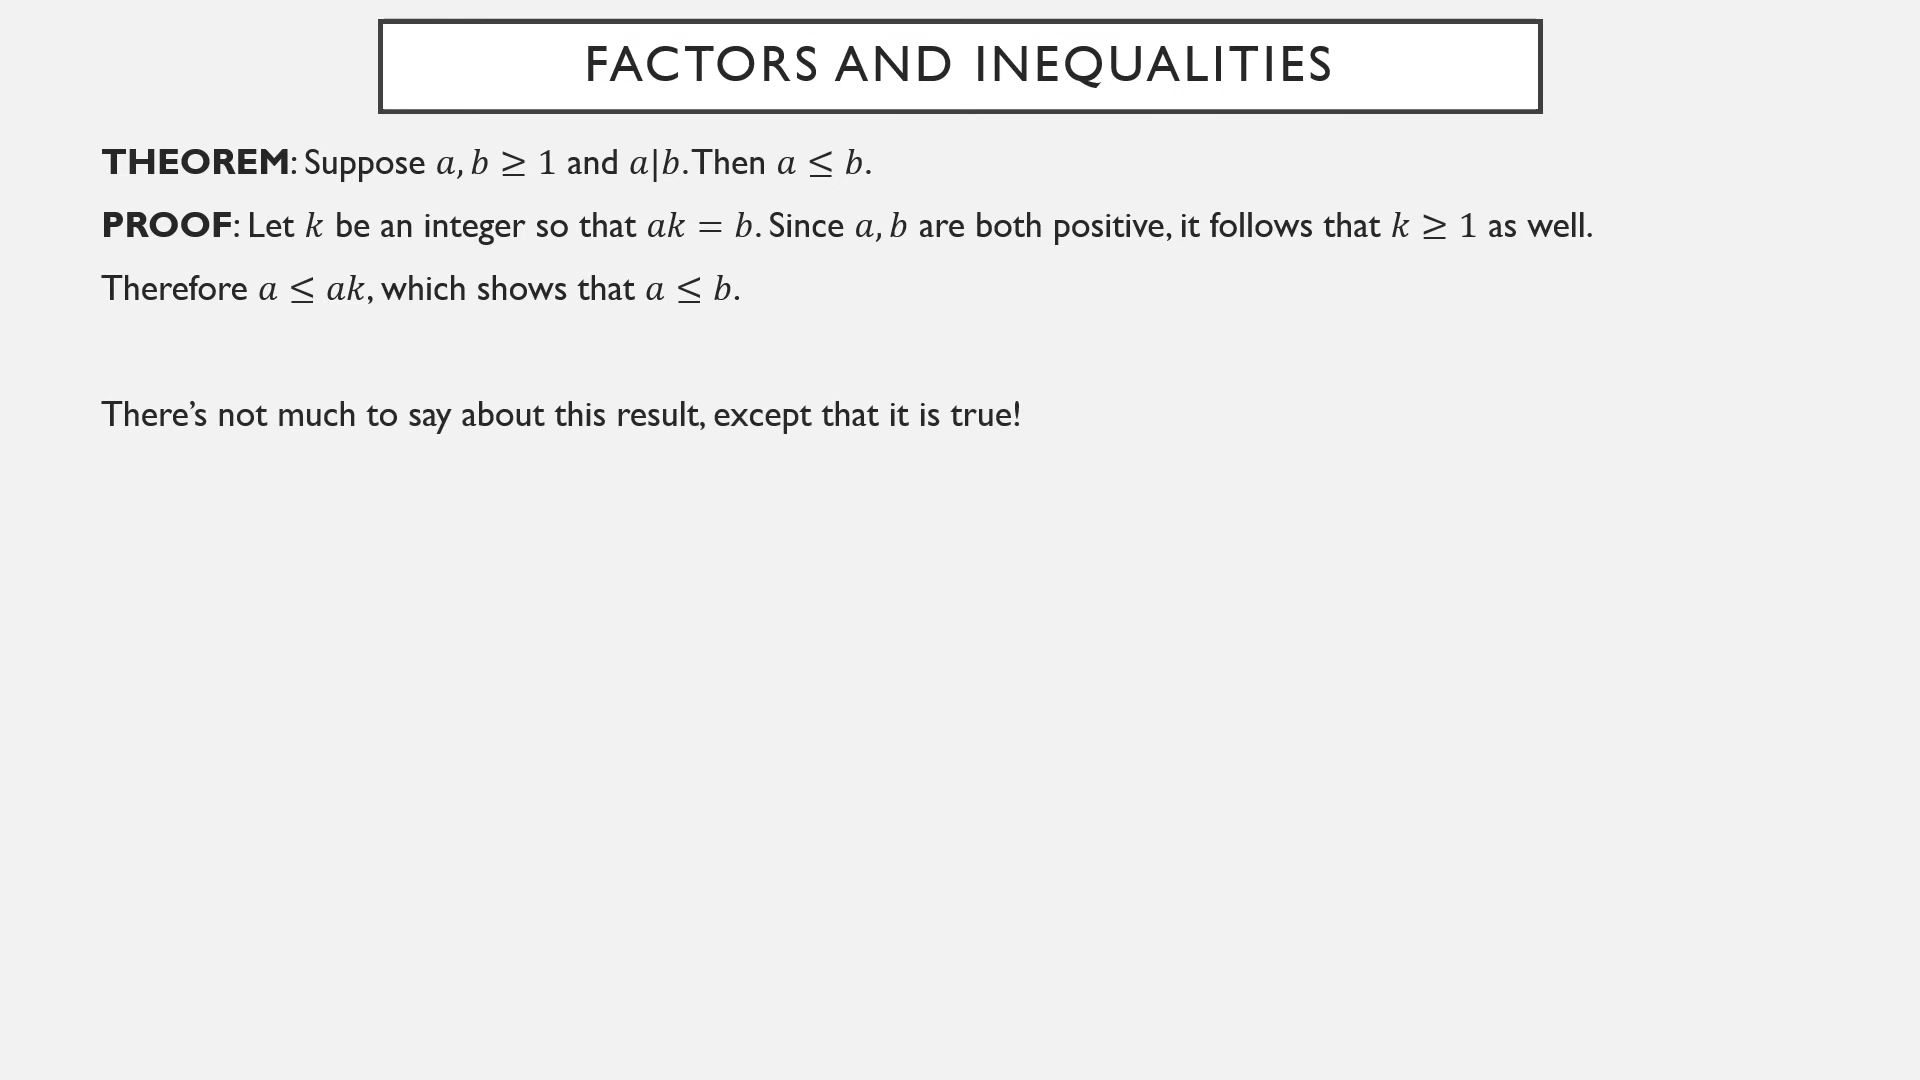 FACTORS AND INEQUALITIES
THEOREM: Suppose a, b ≥ 1 and a|b. Then a ≤ b.
PROOF: Let k be an integer so that ak = b. Since a, b are both positive, it follows that k ≥ 1 as well.
Therefore a ≤ ak, which shows that a ≤ b.
There’s not much to say about this result, except that it is true!